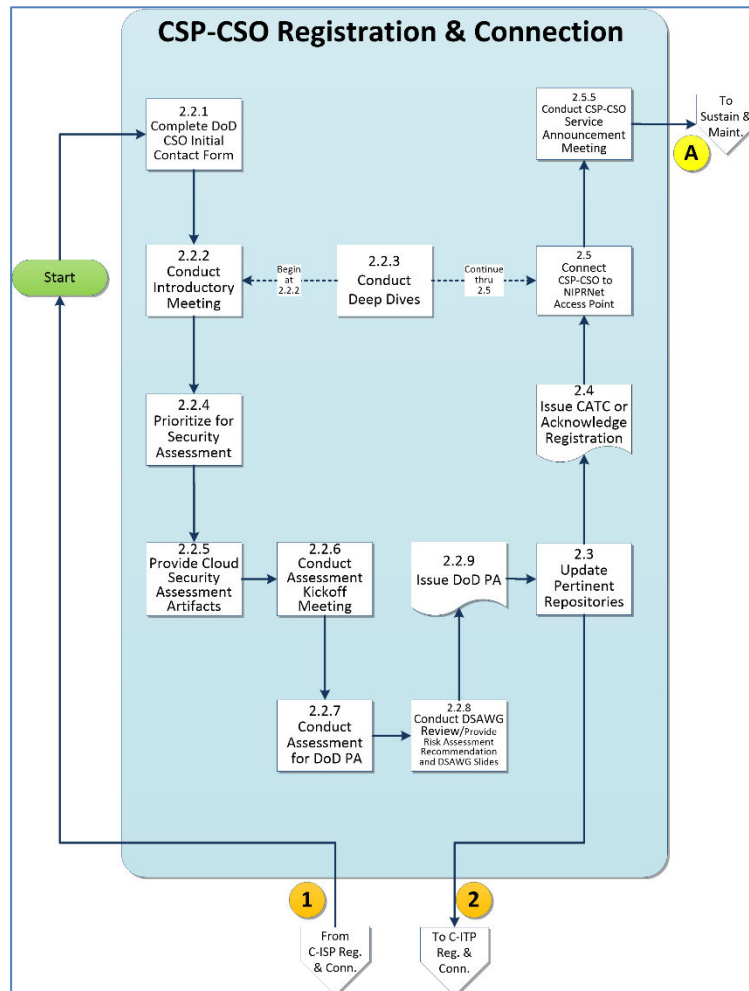 CSP-CSO Registration & Connection
2.2.1
Complete DoD
CSO Initial
Contact Form
2.5.5
Conduct CSP-CSO
Service
Announcement
Meeting
To
Sustain &
Maint.
A
Start
2.2.2
Conduct
Introductory
Meeting
Begin
at
2.2.2
2.2.3
Conduct
Deep Dives
Continue
thru
2.5
2.5
Connect
CSP-CSO to
NIPRNet
Access Point
2.2.4
Prioritize for
Security
Assessment
2.4
Issue CATC or
Acknowledge
Registration
2.2.5
Provide Cloud
Security
Assessment
Artifacts
2.2.6
Conduct
Assessment
Kickoff
Meeting
2.2.9
Issue DoD PA
2.3
Update
Pertinent
Repositories
2.2.7
Conduct
Assessment
for DoD PA
2.2.8
Conduct DSAWG
Review/Provide
Risk Assessment
Recommendation
and DSAWG Slides
1
2
From
C-ISP Reg.
& Conn.
To C-ITP
Reg. &
Conn.